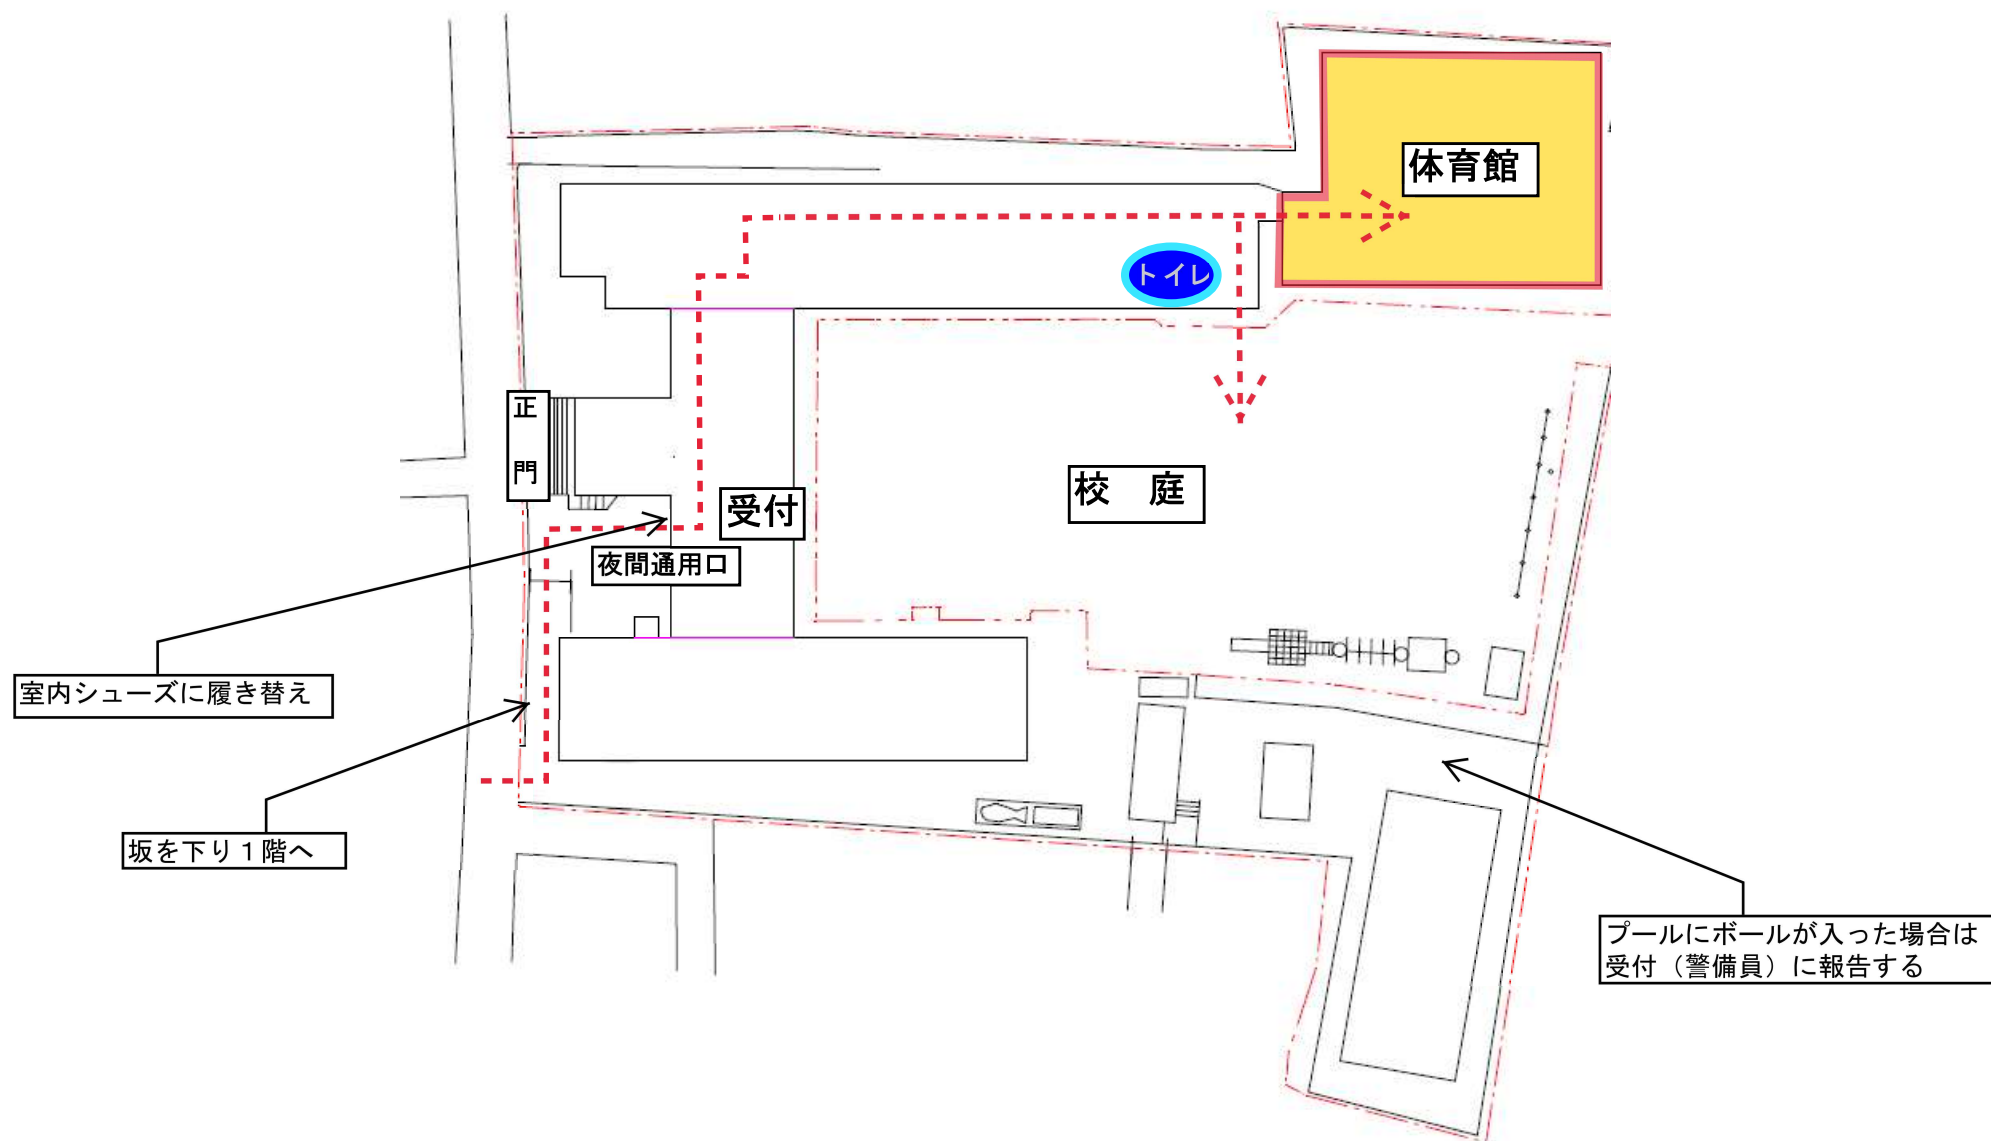 体育館
トイレ
正
門
受付
校　庭
夜間通用口
室内シューズに履き替え
坂を下り１階へ
プールにボールが入った場合は
受付（警備員）に報告する